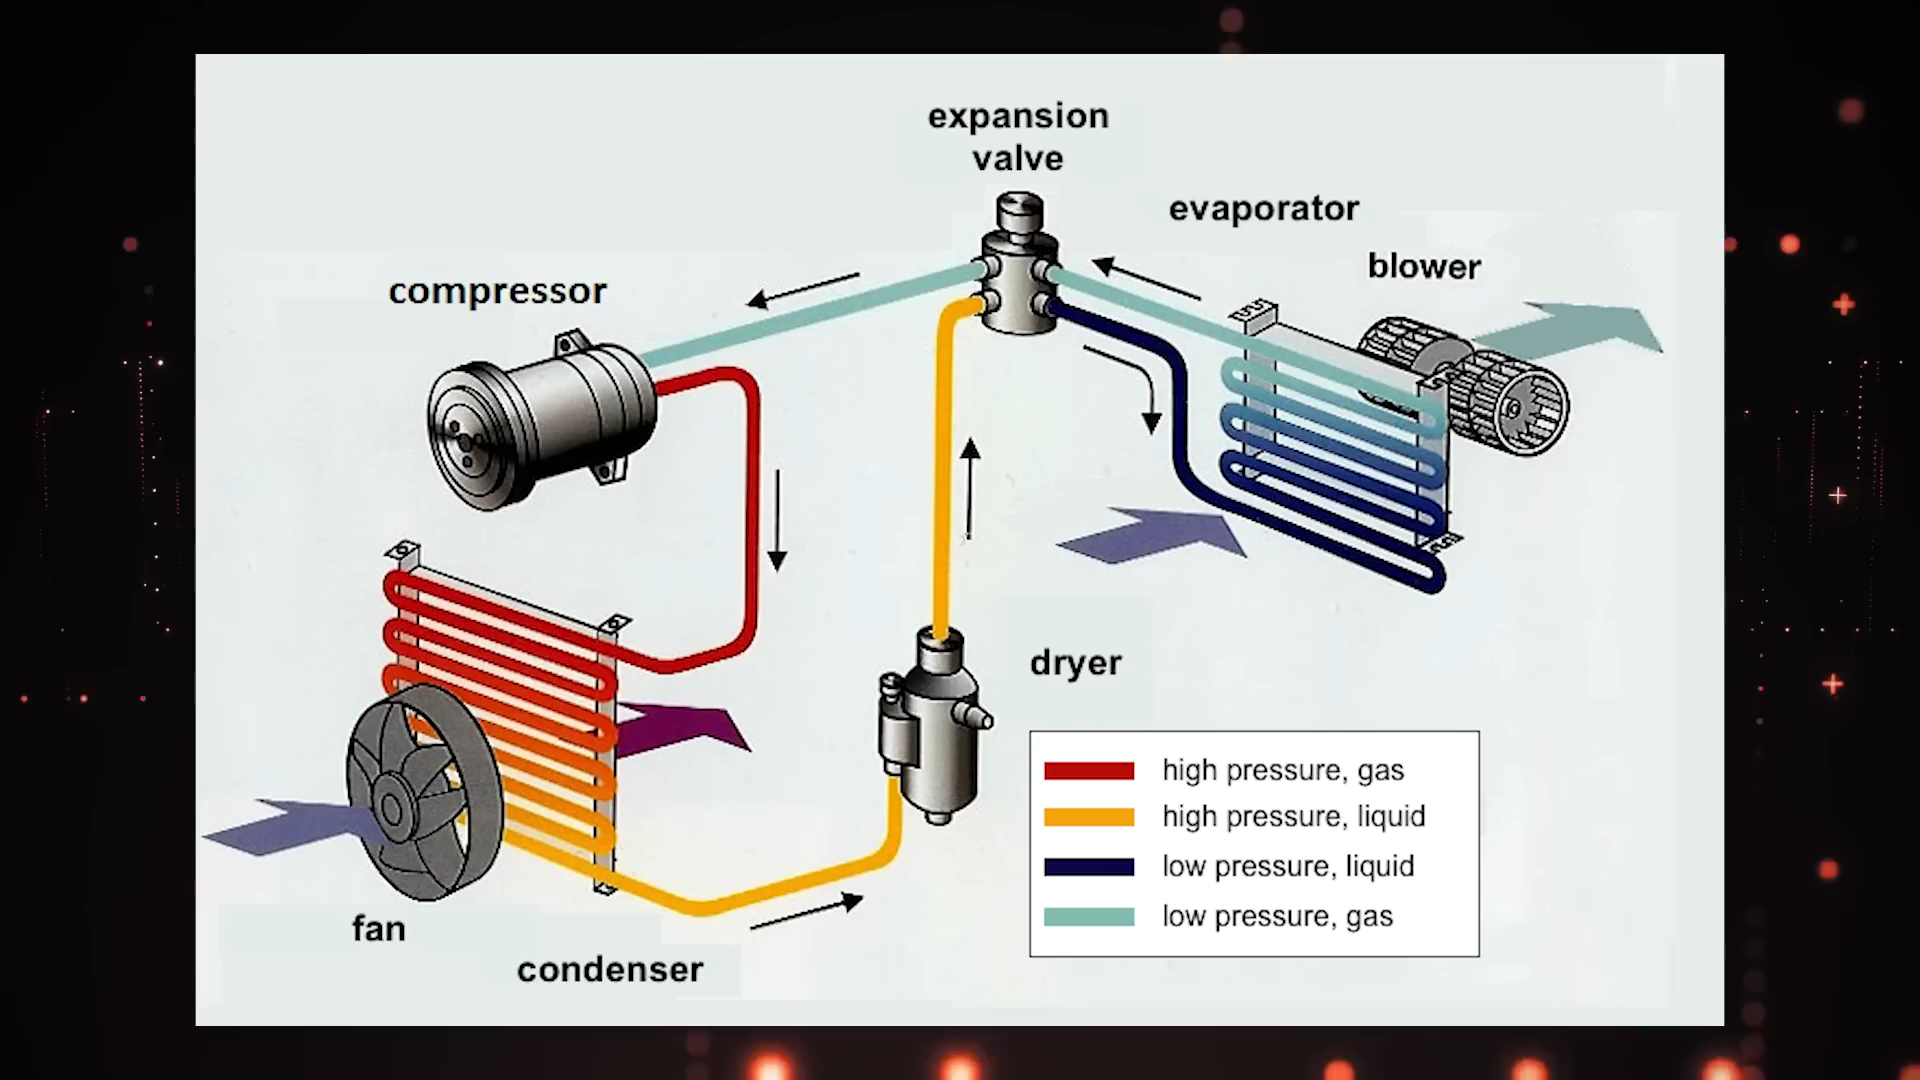 expansion
valve
evaporator
blower
compressor
dryer
high pressure, gas
high pressure, liquid
low pressure, liquid
low pressure, gas
fan
condenser